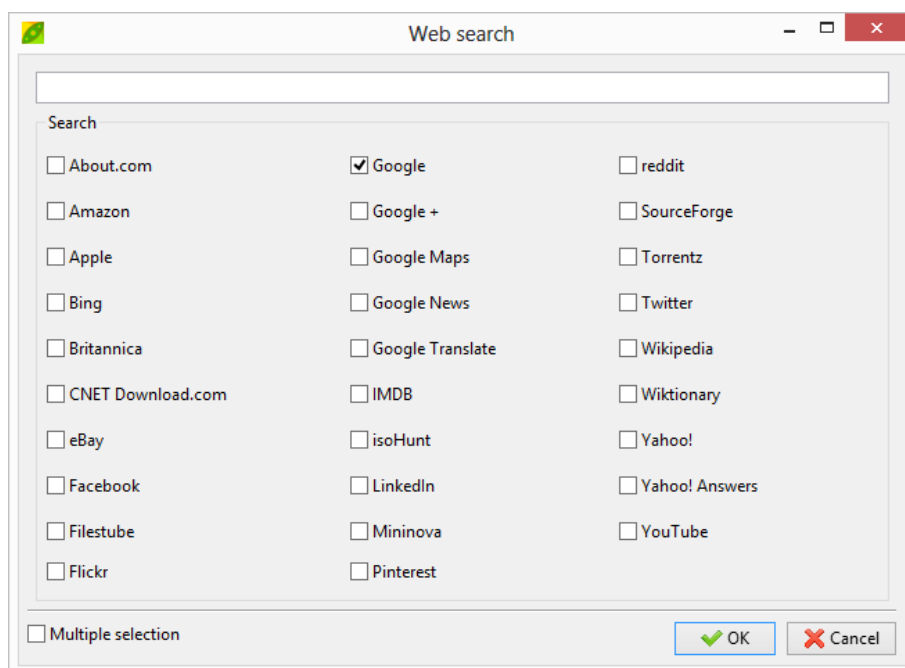 Web search
Search
About.com
Google
reddit
Amazon
Google +
SourceForge
Apple
Google Maps
Torrentz
Bing
Google News
Twitter
Britannica
Google Translate
Wikipedia
CNET Download.com
IMDB
Wiktionary
eBay
isoHunt
Yahoo!
Facebook
LinkedIn
Yahoo! Answers
Filestube
Mininova
YouTube
Flickr
Pinterest
Multiple selection
OK
Cancel